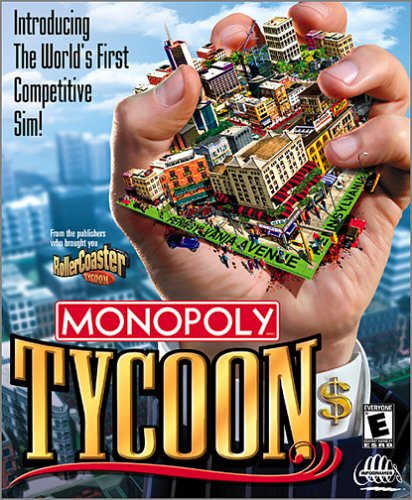 Introducing
The World's First
Competitive
Sim!
PENNSYLVANIA AVENUE
From the publishers
who brought you
RollerCoaster
TYCOON
MONOPOLY
TYCOON
$
EVERYONE
E
ESRB
INFOGRAMES